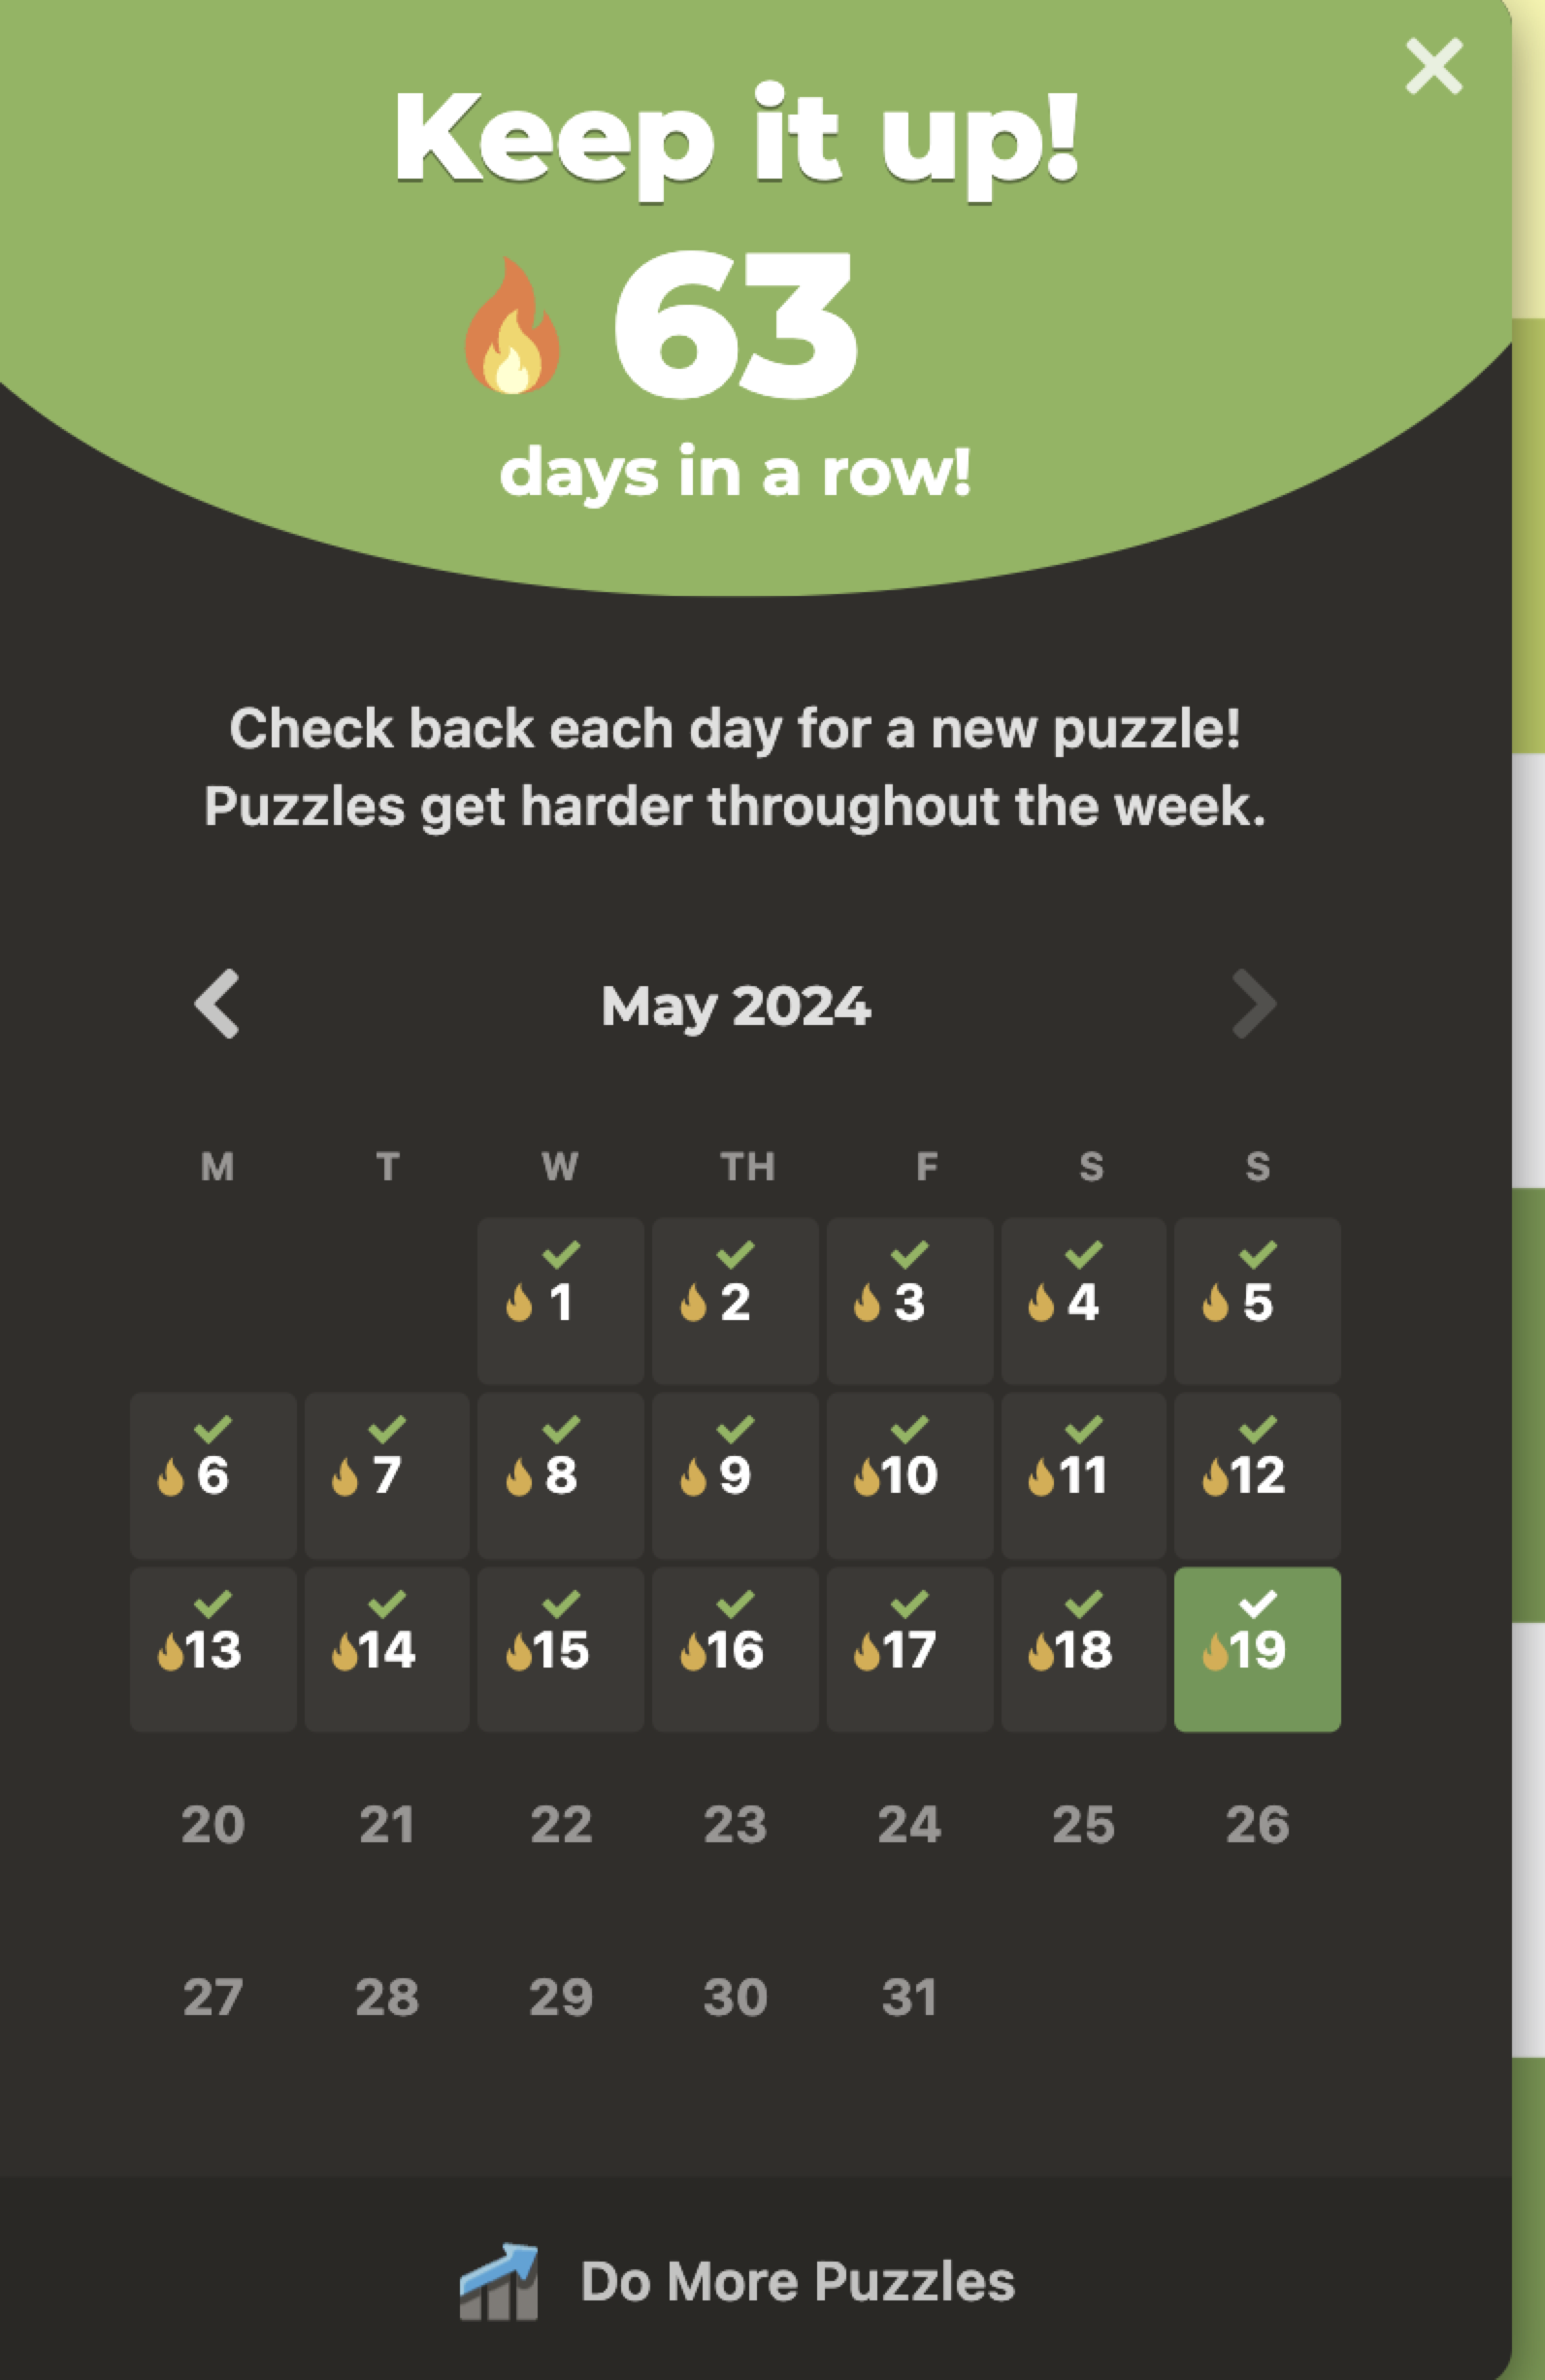 Keep it up!
63
days in a row!
Check back each day for a new puzzle!
Puzzles get harder throughout the week.
May 2024
M T W TH F S S
1 2 3 4 5
6 7 8 9 10 11 12
13 14 15 16 17 18 19
20 21 22 23 24 25 26
27 28 29 30 31
Do More Puzzles